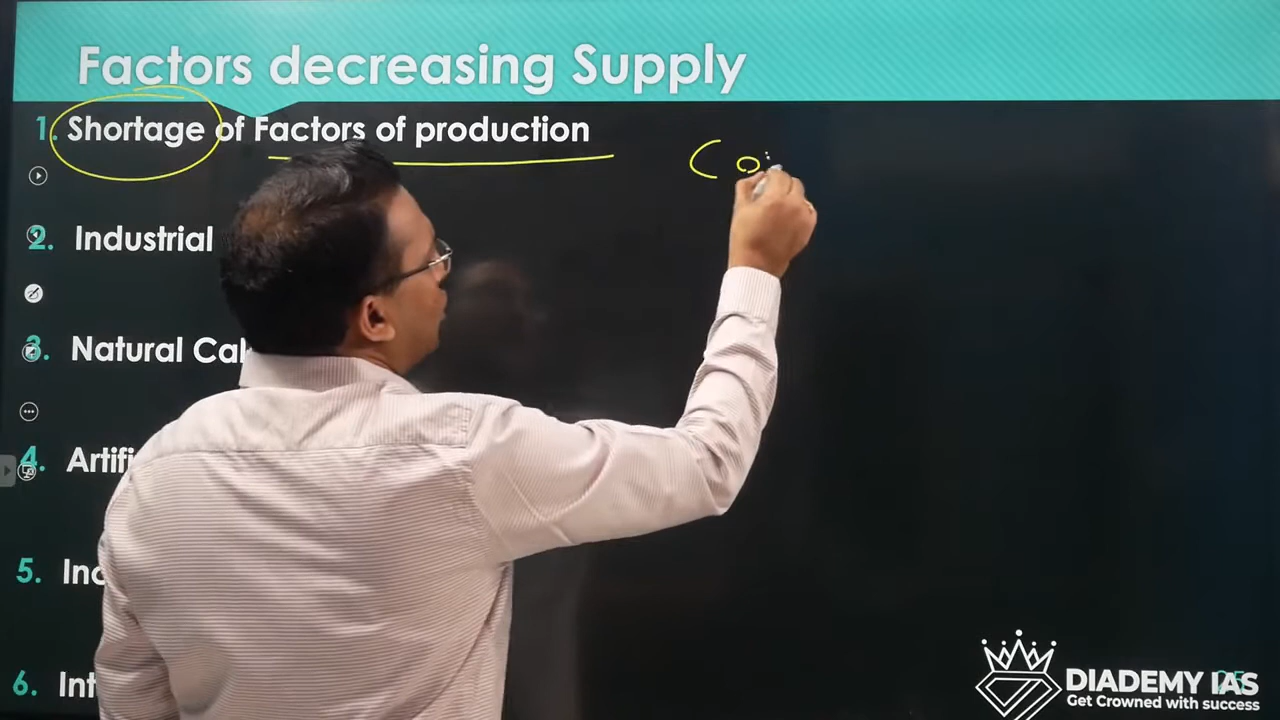 Factors decreasing Supply
1. Shortage of Factors of production
Co
2. Industrial
3. Natural Cal
4. Artifi
5. Inc
6. Int
DIADEMY IAS
Get Crowned with success